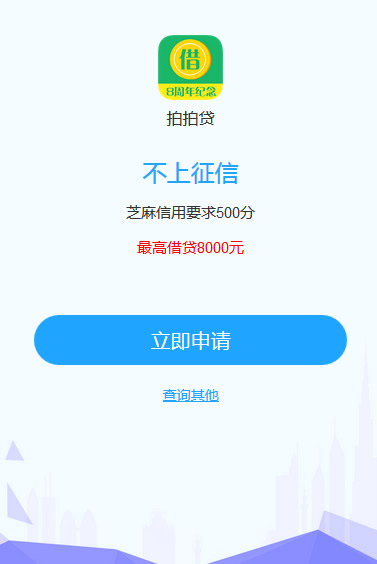 借
8周年纪念
拍拍贷
不上征信
芝麻信用要求500分
最高借贷8000元
立即申请
查询其他